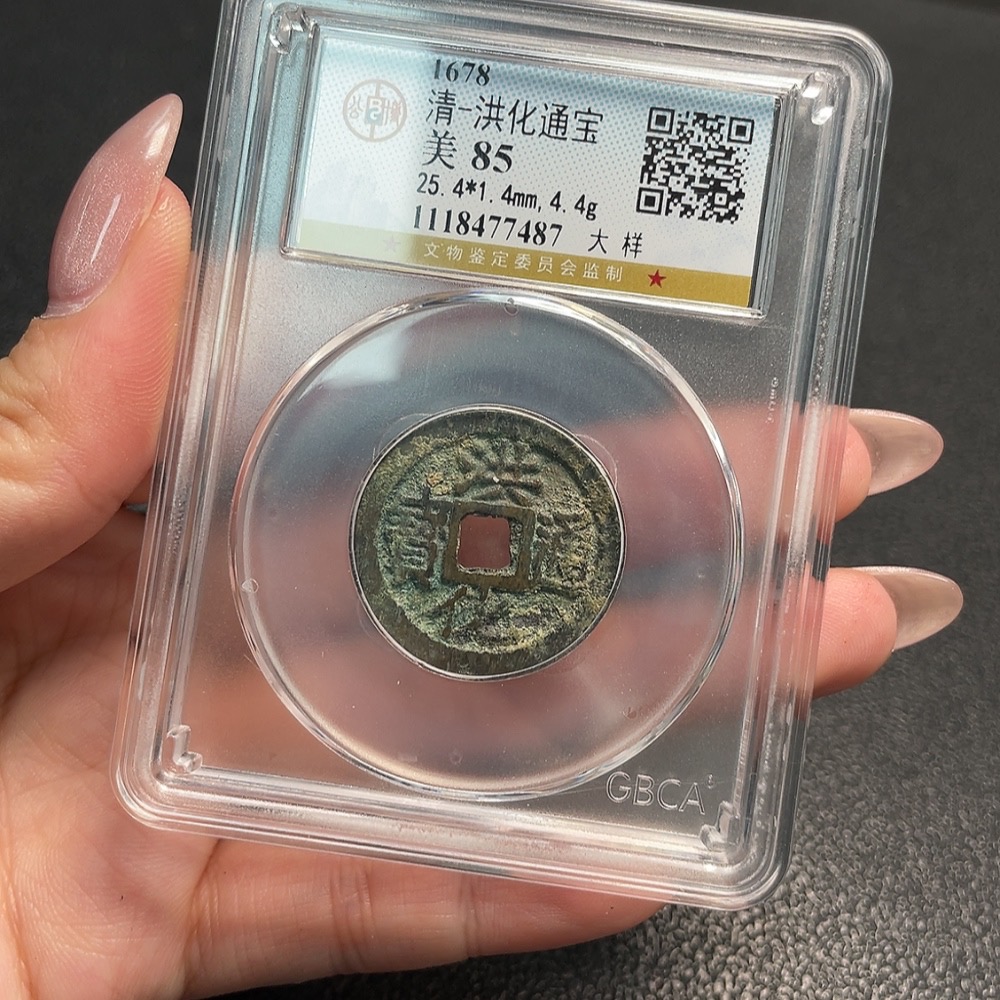 1678
清-洪化通宝
美 85
25.4*1.4mm,4.4g
1118477487 大样
文物鉴定委员会监制
洪化通寳
GBCA